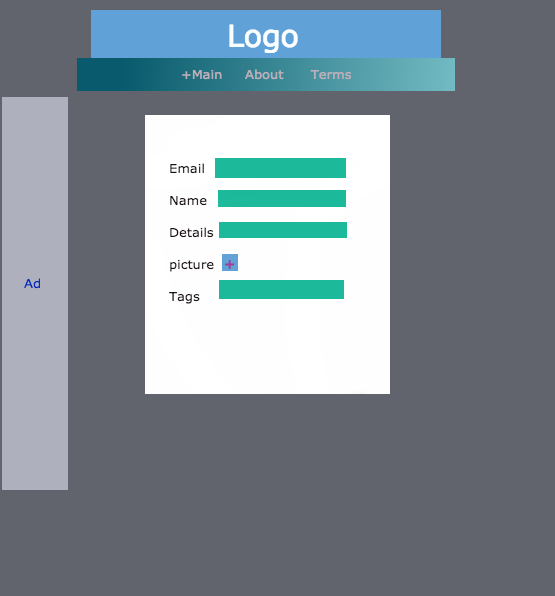 Logo
+Main About Terms
Ad
Email
Name
Details
picture +
Tags